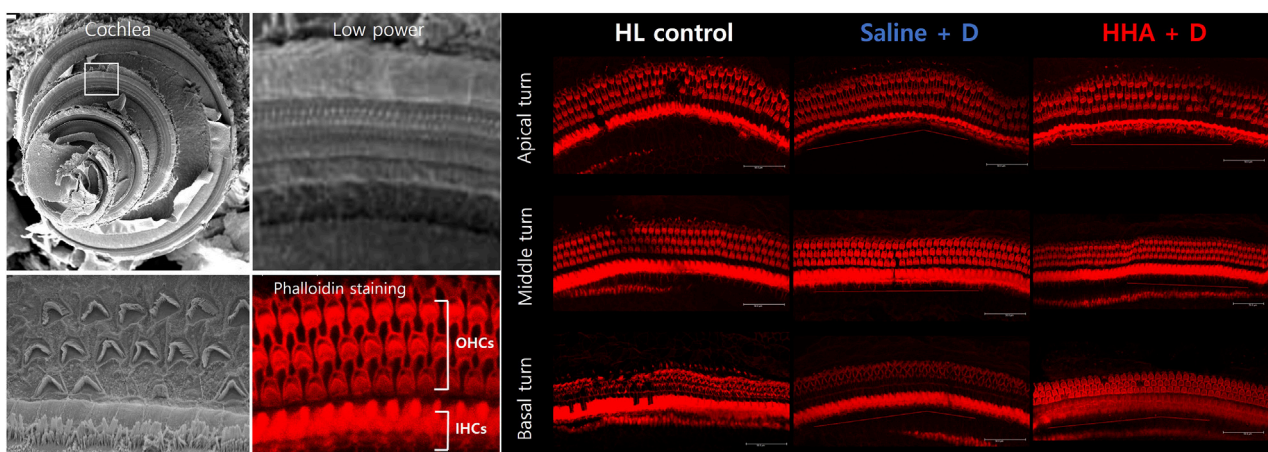 Cochlea
Low power
Phalloidin staining
OHCs
IHCs
HL control
Saline + D
HHA + D
Apical turn
Middle turn
Basal turn